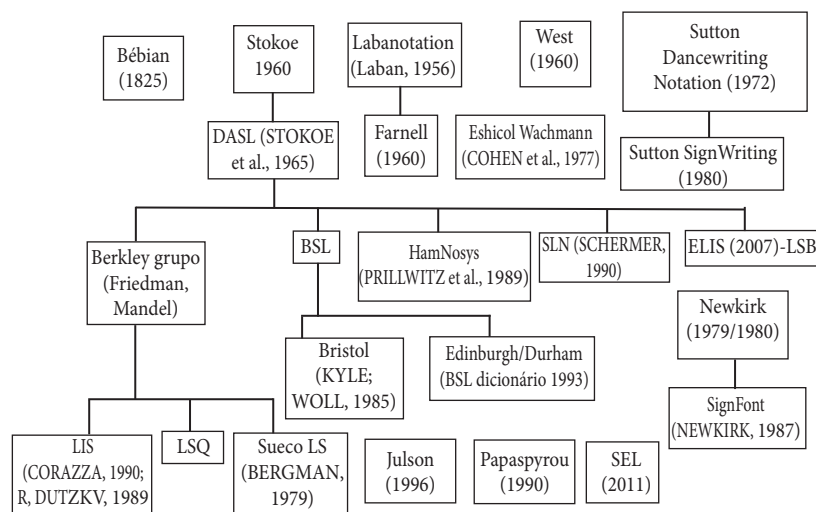 Bébian
(1825)
Stokoe
1960
Labanotation
(Laban, 1956)
West
(1960)
Sutton
Dancewriting
Notation (1972)
DASL (STOKOE
et al., 1965)
Farnell
(1960)
Eshicol Wachmann
(COHEN et al., 1977)
Sutton SignWriting
(1980)
Berkley grupo
(Friedman,
Mandel)
BSL
HamNosys
(PRILLWITZ et al., 1989)
SLN (SCHERMER,
1990)
ELIS (2007)-LSB
Newkirk
(1979/1980)
Bristol
(KYLE;
WOLL, 1985)
Edinburgh/Durham
(BSL dicionário 1993)
SignFont
(NEWKIRK, 1987)
LIS
(CORAZZA, 1990;
R, DUTZKV, 1989
LSQ
Sueco LS
(BERGMAN,
1979)
Julson
(1996)
Papaspyrou
(1990)
SEL
(2011)